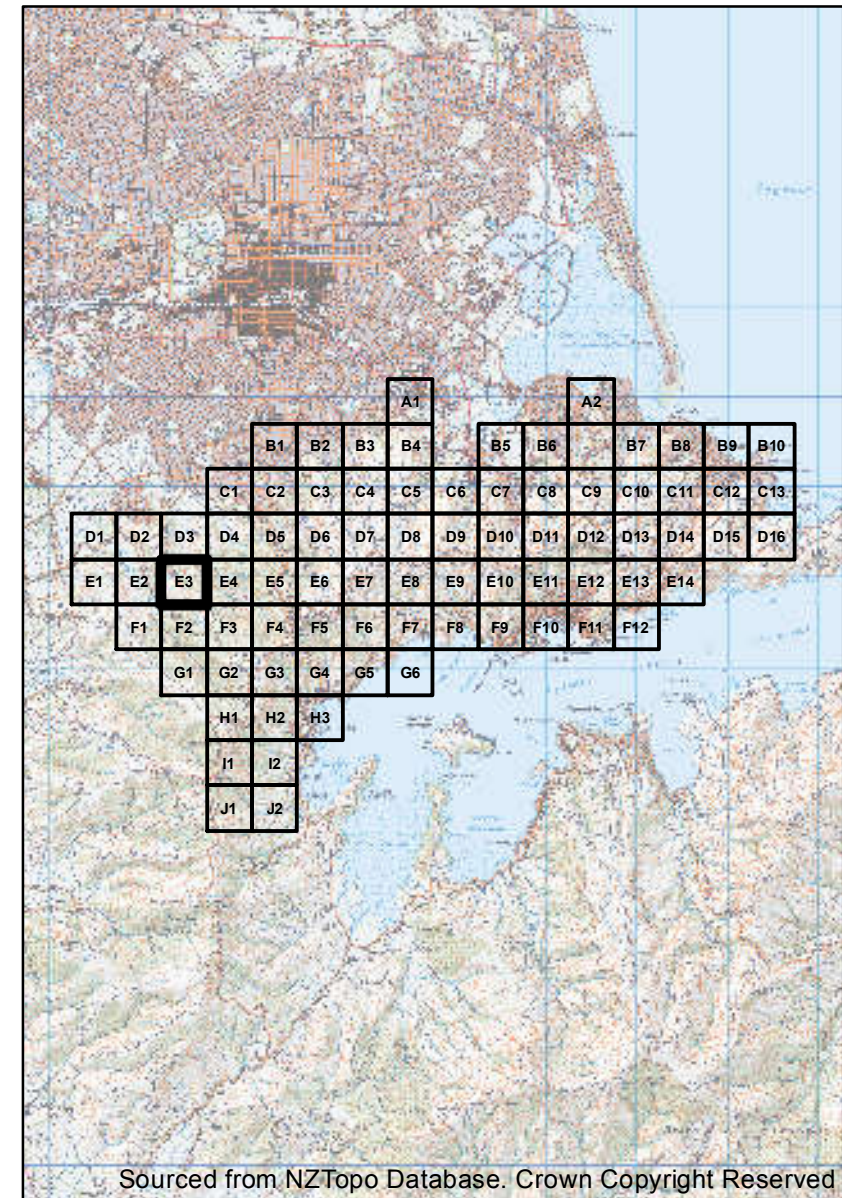 A1 A2
B1 B2 B3 B4 B5 B6 B7 B8 B9 B10
C1 C2 C3 C4 C5 C6 C7 C8 C9 C10 C11 C12 C13
D1 D2 D3 D4 D5 D6 D7 D8 D9 D10 D11 D12 D13 D14 D15 D16
E1 E2 E3 E4 E5 E6 E7 E8 E9 E10 E11 E12 E13 E14
F1 F2 F3 F4 F5 F6 F7 F8 F9 F10 F11 F12
G1 G2 G3 G4 G5 G6
H1 H2 H3
I1 I2
J1 J2
Sourced from NZTopo Database. Crown Copyright Reserved